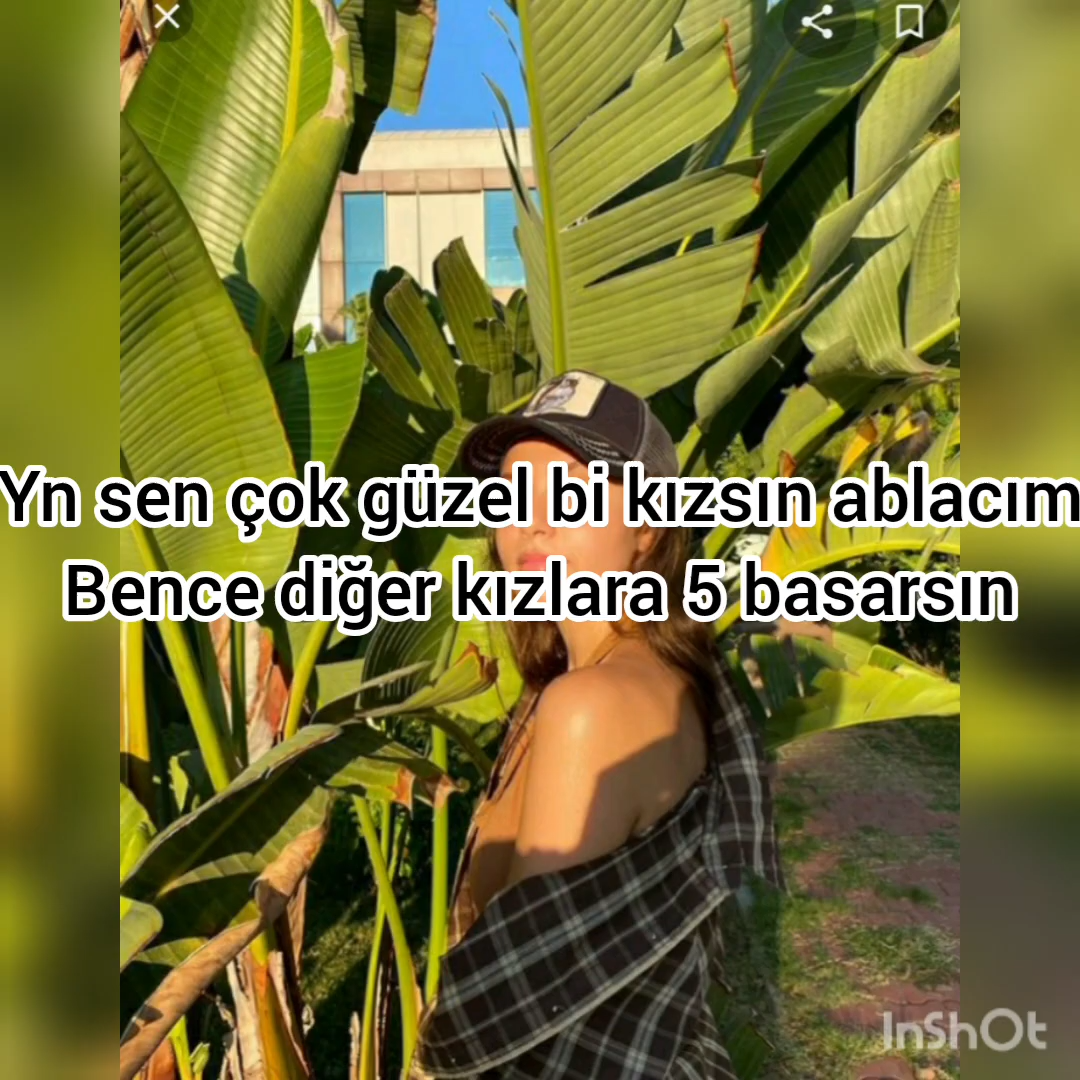 Yn sen çok güzel bi kızsın ablacım
Bence diğer kızlara 5 basarsın
InShOt